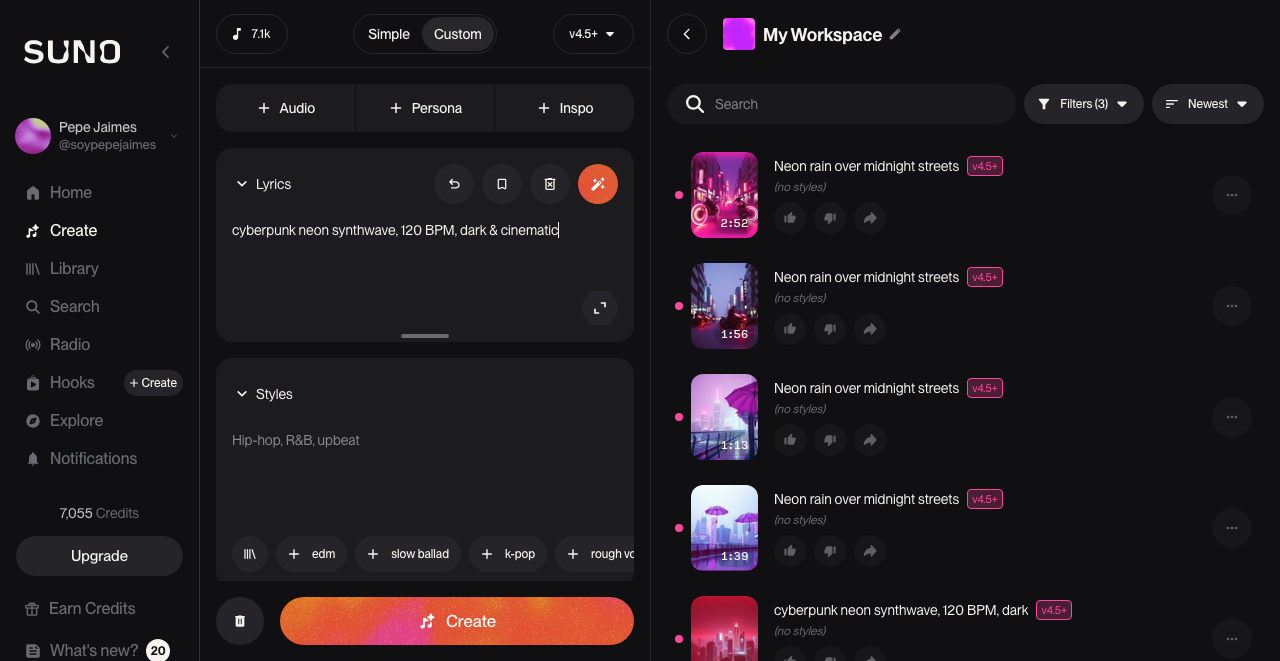 SUNO
Pepe Jaimes
@soypepejaimes
Home
Create
Library
Search
Radio
Hooks
+ Create
Explore
Notifications
7,055 Credits
Upgrade
Earn Credits
What's new? 20
7.1k
Simple
Custom
v4.5+
+ Audio
+ Persona
+ Inspo
Lyrics
cyberpunk neon synthwave, 120 BPM, dark & cinematic
Styles
Hip-hop, R&B, upbeat
+ edm
+ slow ballad
+ k-pop
+ rough vo
Create
My Workspace
Search
Filters (3)
Newest
Neon rain over midnight streets v4.5+
(no styles)
2:52
Neon rain over midnight streets v4.5+
(no styles)
1:56
Neon rain over midnight streets v4.5+
(no styles)
1:13
Neon rain over midnight streets v4.5+
(no styles)
1:39
cyberpunk neon synthwave, 120 BPM, dark v4.5+
(no styles)